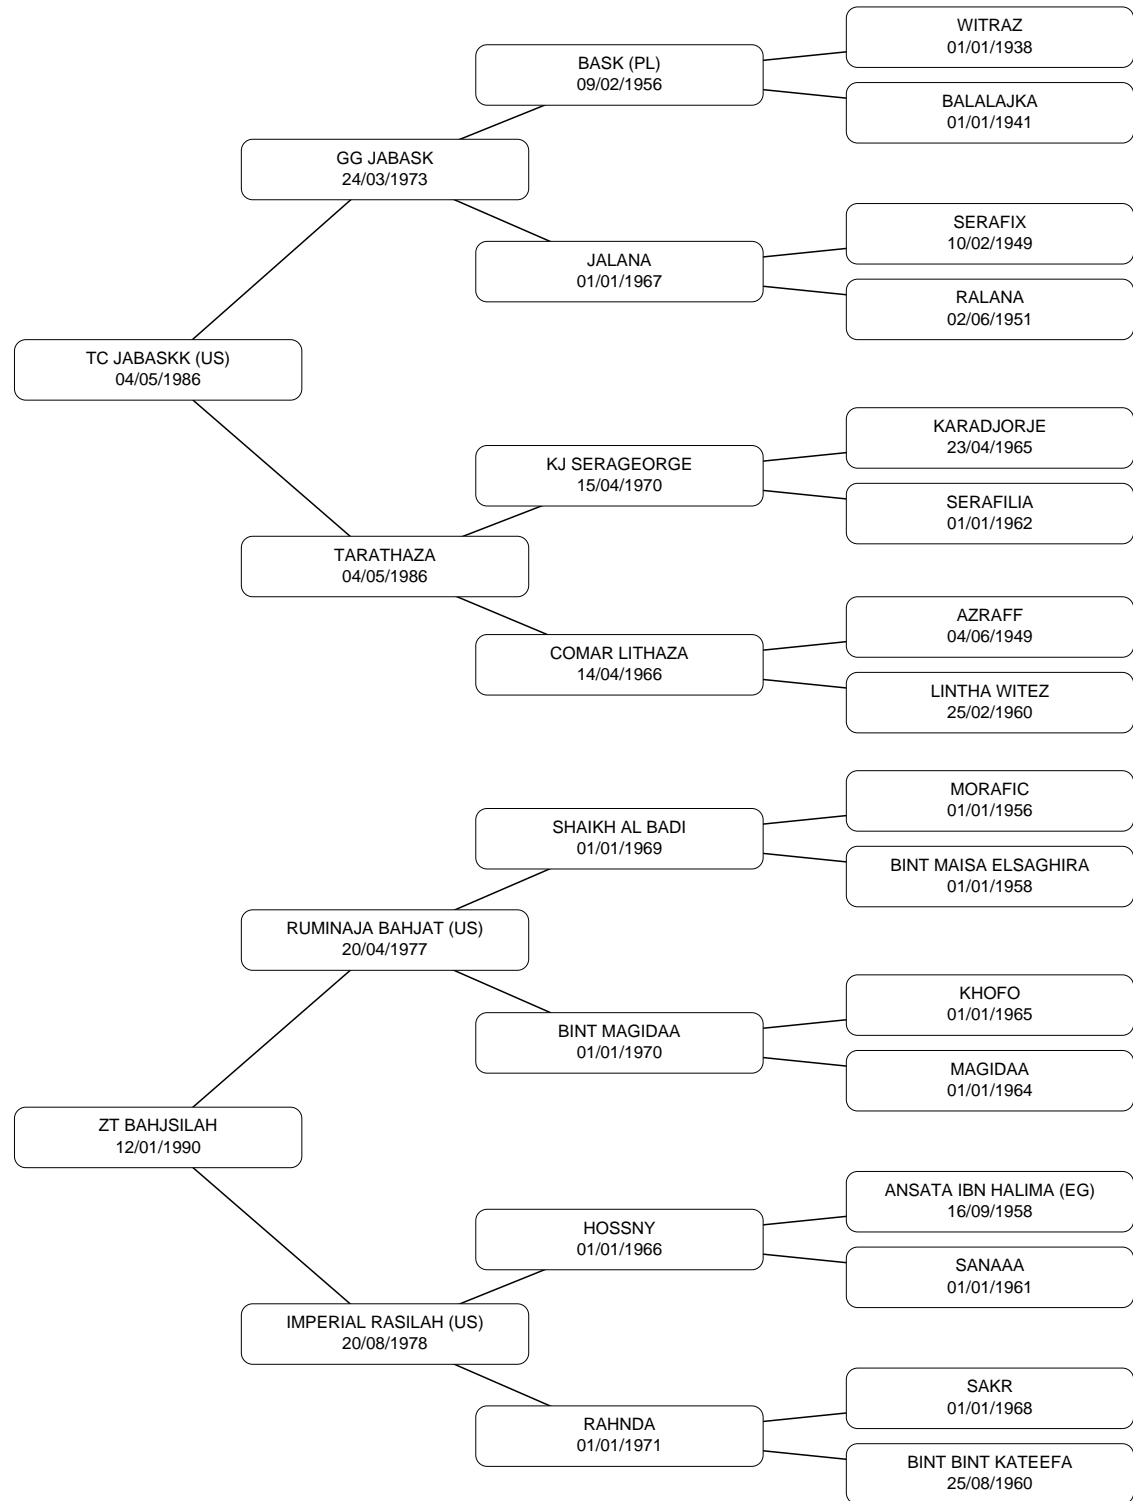 WITRAZ
01/01/1938
BASK (PL)
09/02/1956
BALALAJKA
01/01/1941
GG JABASK
24/03/1973
SERAFIX
10/02/1949
JALANA
01/01/1967
RALANA
02/06/1951
TC JABASKK (US)
04/05/1986
KARADJORJE
23/04/1965
KJ SERAGEORGE
15/04/1970
SERAFILIA
01/01/1962
TARATHAZA
04/05/1986
AZRAFF
04/06/1949
COMAR LITHAZA
14/04/1966
LINTHA WITEZ
25/02/1960
MORAFIC
01/01/1956
SHAIKH AL BADI
01/01/1969
BINT MAISA ELSAGHIRA
01/01/1958
RUMINAJA BAHJAT (US)
20/04/1977
KHOFO
01/01/1965
BINT MAGIDAA
01/01/1970
MAGIDAA
01/01/1964
ZT BAHJSILAH
12/01/1990
ANSATA IBN HALIMA (EG)
16/09/1958
HOSSNY
01/01/1966
SANAAA
01/01/1961
IMPERIAL RASILAH (US)
20/08/1978
SAKR
01/01/1968
RAHNDA
01/01/1971
BINT BINT KATEEFA
25/08/1960